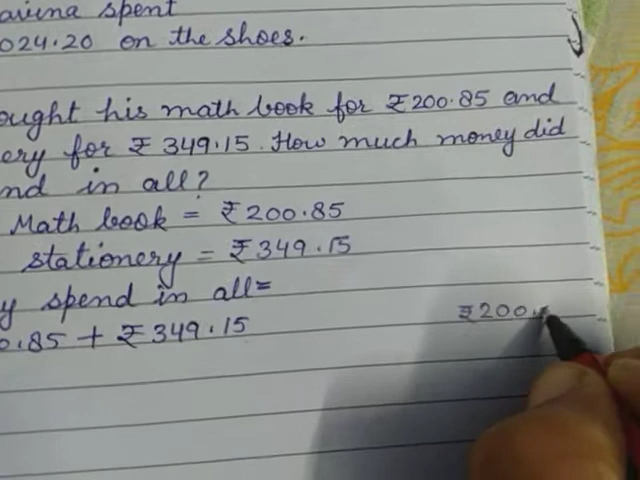 spent
024.20 on the shoes.
ought his math book for ₹200.85 and
ery for ₹ 349.15. How much money did
nd in all?
Math book = ₹200.85
stationery = ₹349.15
y spend in all=
0.85 + ₹349.15
₹200.